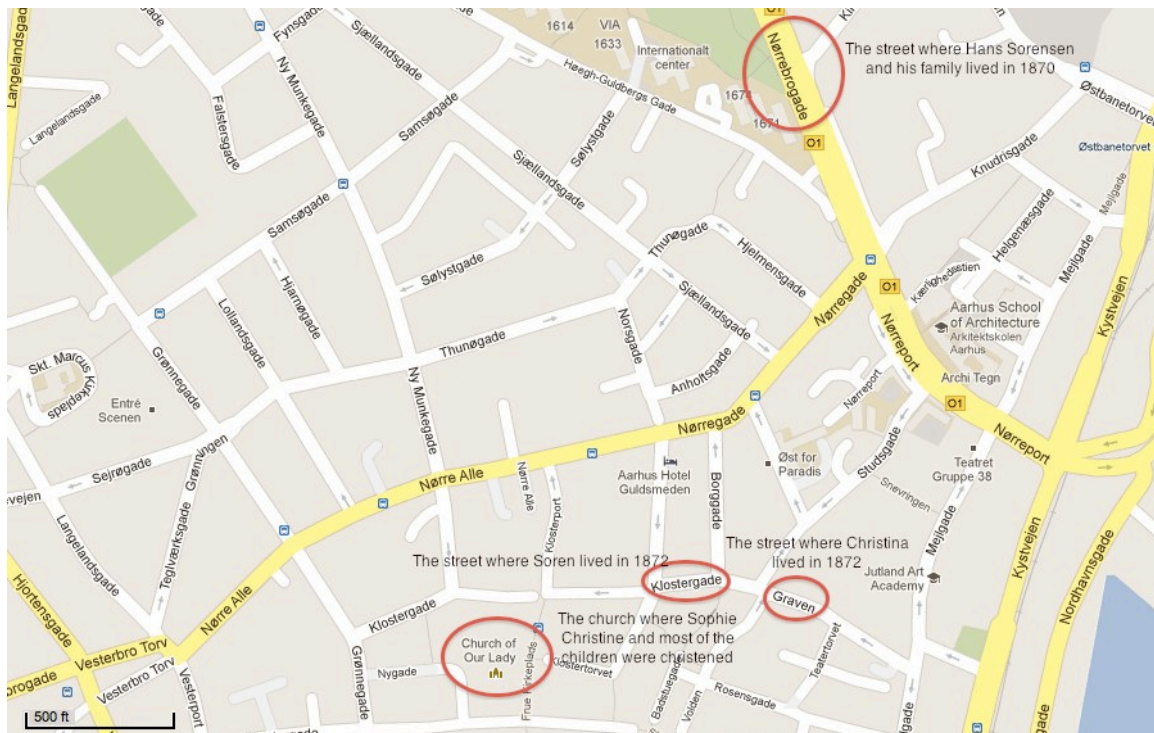 Langelandsgade
Fynsgade
Sjællandsgade
1614
VIA
1633
Internationalt
center
Høegh-Guldbergs Gade
1671
1671
O1
Nørrebrogade
O1
The street where Hans Sorensen
and his family lived in 1870
Østbanetorvet
Østbanetorvet
Langelandsgade
Falstersgade
Ny Munkegade
Samsøgade
Sølystgade
Sjællandsgade
Knudrisgade
Mejlgade
Samsøgade
Thunøgade
Hjelmensgade
Helgenæsgade
Mejlgade
Kystvejen
Sølystgade
Hjarnøgade
Lollandsgade
Sjællandsgade
Nørregade
Kærlighedsstien
O1
Aarhus School
of Architecture
Arkitektskolen
Aarhus
Skt. Marcus Kirkeplads
Grønnegade
Thunøgade
Norsgade
Nørreport
Archi Tegn
Entré
Scenen
Ny Munkegade
Anholtsgade
Nørreport
O1
Nørreport
Sejrøgade
Grønningen
Nørregade
Nørre Alle
Nørre Alle
Aarhus Hotel
Guldsmeden
Øst for
Paradis
Studsgade
Teatret
Gruppe 38
Snevringen
Langelandsgade
Teglværksgade
Klosterport
Borggade
Mejlgade
Kystvejen
Nordhavnsgade
The street where Soren lived in 1872
The street where Christina
lived in 1872
Jutland Art
Academy
Hjortensgade
Nørre Alle
Klostergade
Klostergade
Graven
The church where Sophie
Christine and most of the
children were christened
Church of
Our Lady
Vesterbro Torv
Vesterbro Torv
Vesterport
Grønnegade
Nygade
Frue Kirkeplads
Klostertorvet
Badstuegade
Volden
Rosensgade
Teatertorvet
500 ft